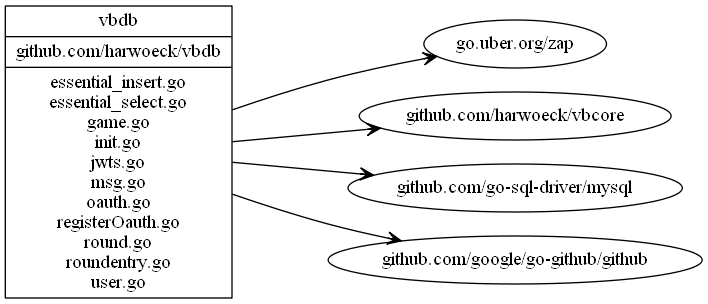 vbdb
github.com/harwoeck/vbdb
essential_insert.go
essential_select.go
game.go
init.go
jwts.go
msg.go
oauth.go
registerOauth.go
round.go
roundentry.go
user.go
go.uber.org/zap
github.com/harwoeck/vbcore
github.com/go-sql-driver/mysql
github.com/google/go-github/github